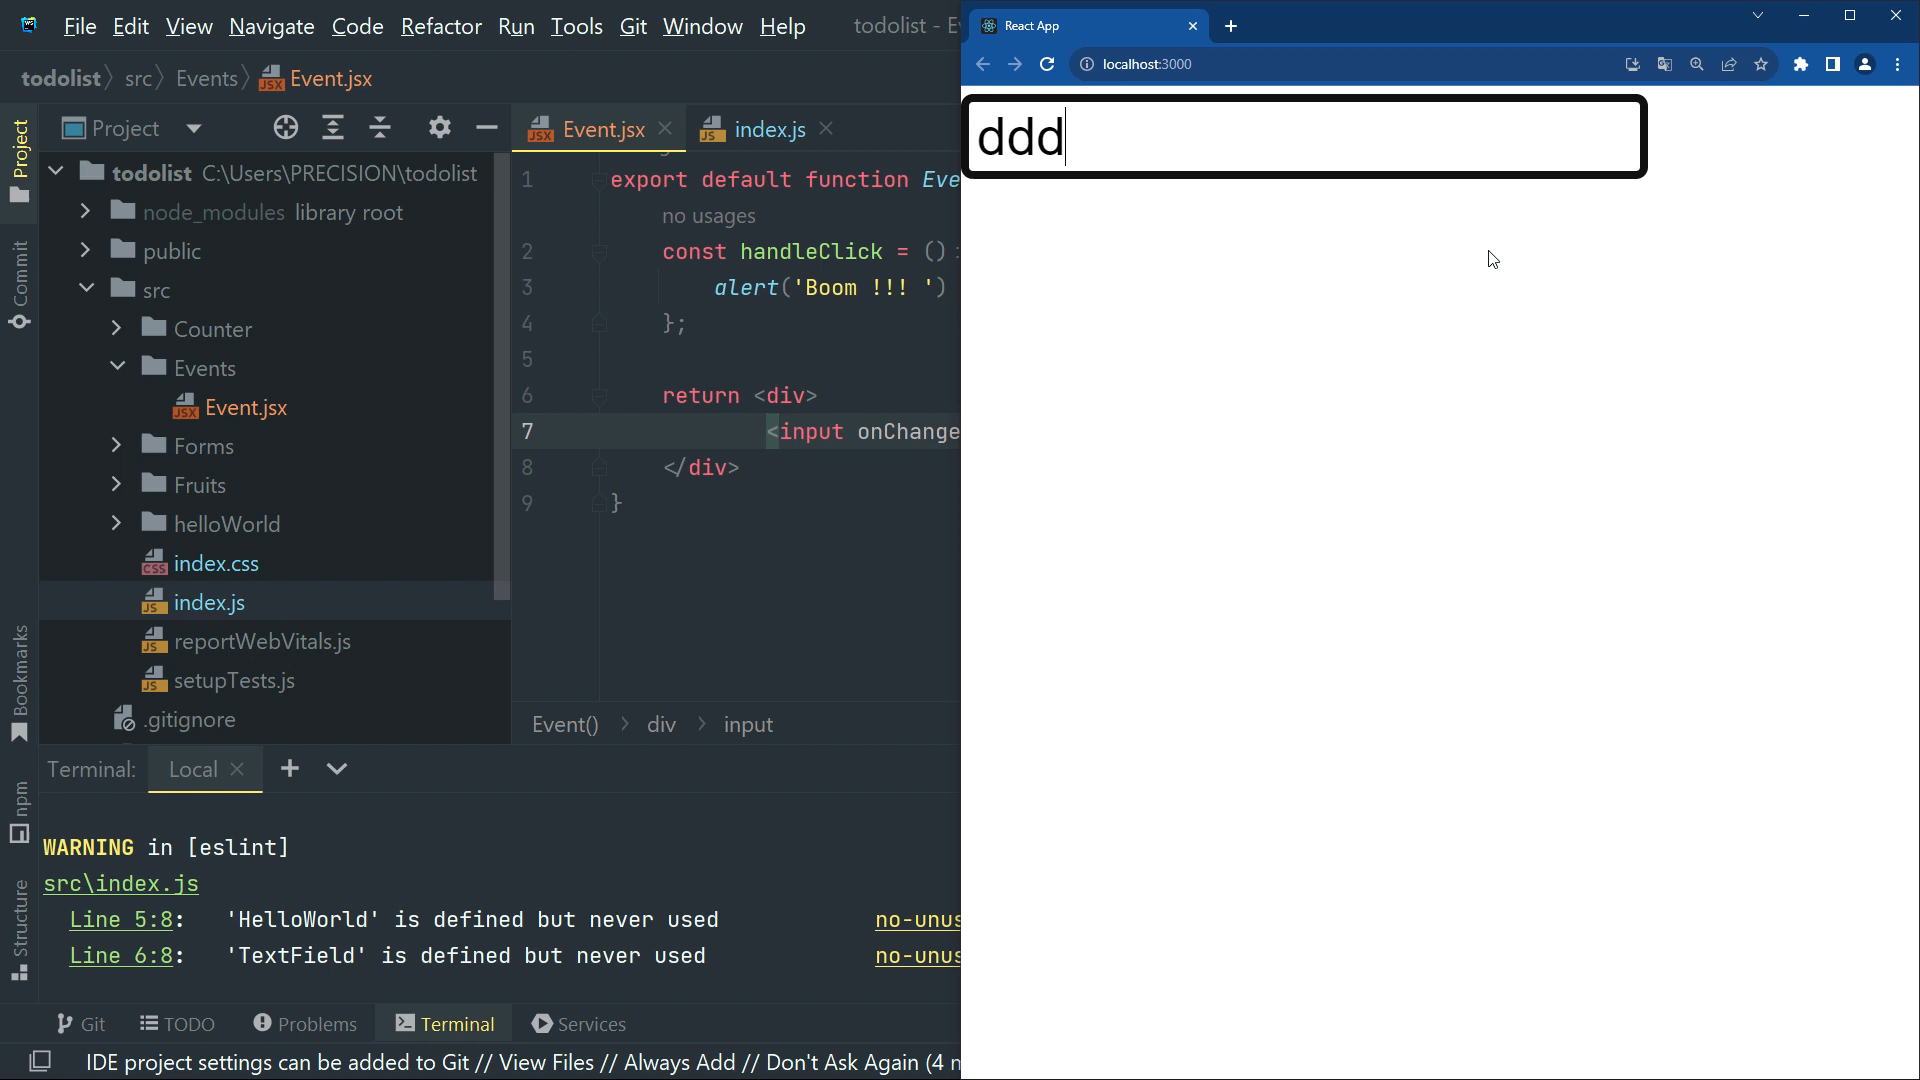 File Edit View Navigate Code Refactor Run Tools Git Window Help todolist - Ev
todolist src Events Event.jsx
Project
Event.jsx
index.js
todolist C:\Users\PRECISION\todolist
node_modules library root
public
src
Counter
Events
Event.jsx
Forms
Fruits
helloWorld
index.css
index.js
reportWebVitals.js
setupTests.js
.gitignore
Project
Commit
Bookmarks
npm
Structure
1 export default function Eve
no usages
2 const handleClick = ()
3 alert('Boom !!! ')
4 };
5
6 return <div>
7 <input onChange
8 </div>
9 }
Event() div input
Terminal: Local
WARNING in [eslint]
src\index.js
Line 5:8: 'HelloWorld' is defined but never used no-unus
Line 6:8: 'TextField' is defined but never used no-unus
Git TODO Problems Terminal Services
IDE project settings can be added to Git // View Files // Always Add // Don't Ask Again (4 m
React App
localhost:3000
ddd